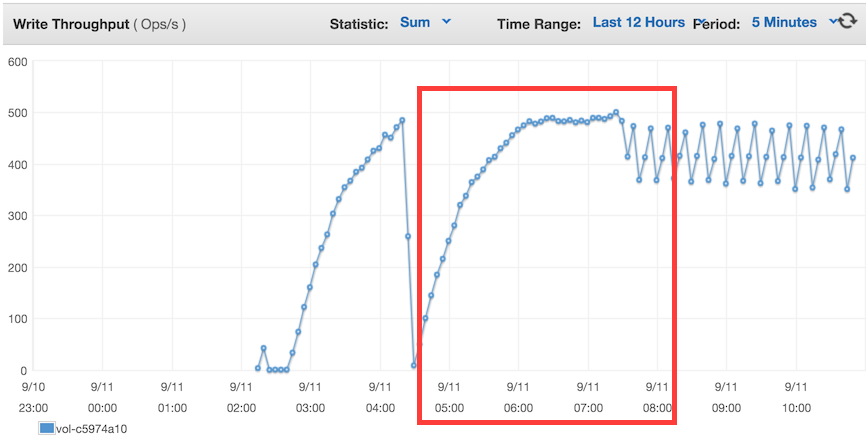 Write Throughput ( Ops/s )
Statistic: Sum
Time Range: Last 12 Hours
Period: 5 Minutes
600
500
400
300
200
100
0
9/10 9/11 9/11 9/11 9/11 9/11 9/11 9/11 9/11 9/11 9/11 9/11
23:00 00:00 01:00 02:00 03:00 04:00 05:00 06:00 07:00 08:00 09:00 10:00
vol-c5974a10